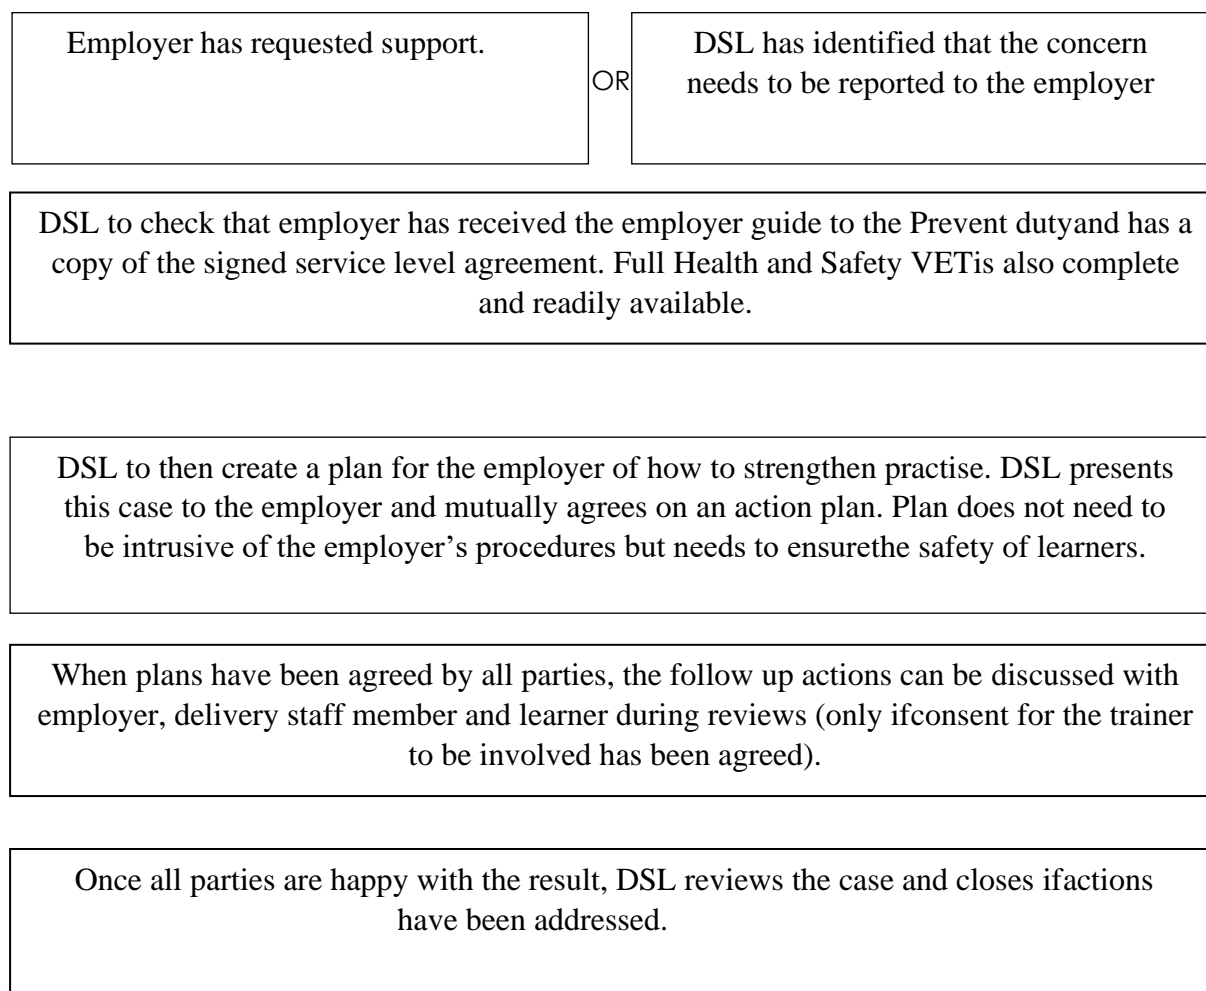 Employer has requested support.
OR
DSL has identified that the concern
needs to be reported to the employer
DSL to check that employer has received the employer guide to the Prevent dutyand has a
copy of the signed service level agreement. Full Health and Safety VETis also complete
and readily available.
DSL to then create a plan for the employer of how to strengthen practise. DSL presents
this case to the employer and mutually agrees on an action plan. Plan does not need to
be intrusive of the employer’s procedures but needs to ensurethe safety of learners.
When plans have been agreed by all parties, the follow up actions can be discussed with
employer, delivery staff member and learner during reviews (only ifconsent for the trainer
to be involved has been agreed).
Once all parties are happy with the result, DSL reviews the case and closes ifactions
have been addressed.